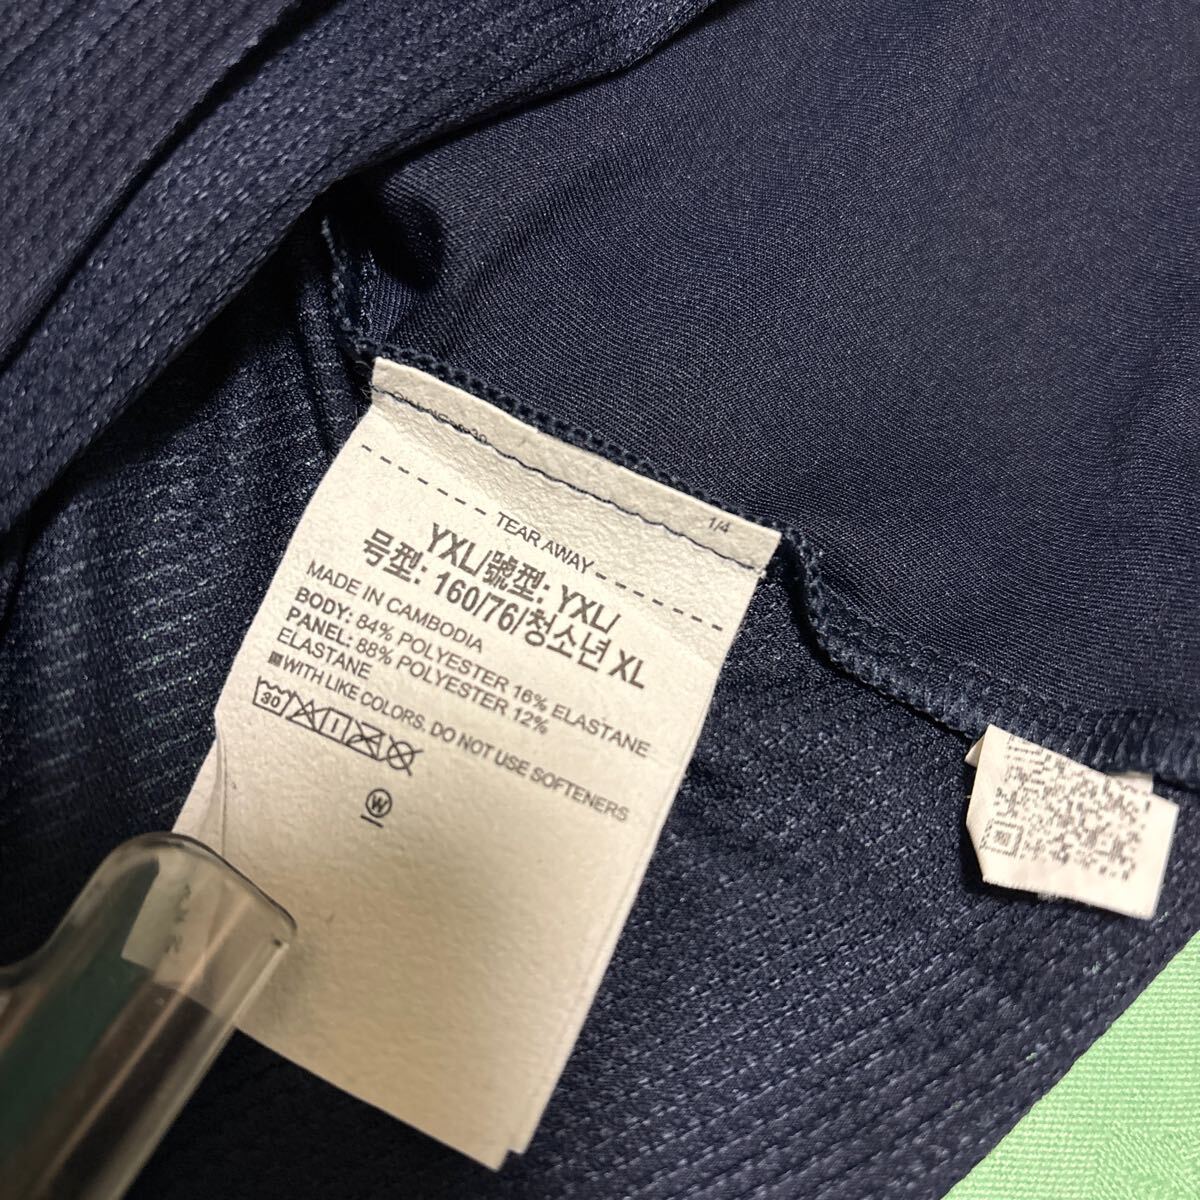 1/4
TEAR AWAY
YXL/號型: YXL/
号型: 160/76/청소년 XL
MADE IN CAMBODIA
BODY: 84% POLYESTER 16% ELASTANE
PANEL: 88% POLYESTER 12%
ELASTANE
WITH LIKE COLORS. DO NOT USE SOFTENERS
30
W